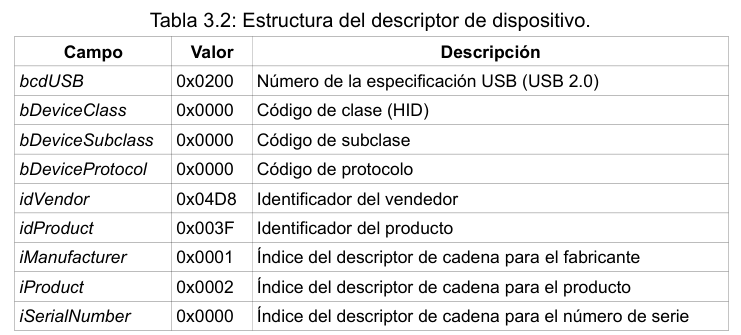 Tabla 3.2: Estructura del descriptor de dispositivo.
Campo Valor Descripción
bcdUSB 0x0200 Número de la especificación USB (USB 2.0)
bDeviceClass 0x0000 Código de clase (HID)
bDeviceSubclass 0x0000 Código de subclase
bDeviceProtocol 0x0000 Código de protocolo
idVendor 0x04D8 Identificador del vendedor
idProduct 0x003F Identificador del producto
iManufacturer 0x0001 Índice del descriptor de cadena para el fabricante
iProduct 0x0002 Índice del descriptor de cadena para el producto
iSerialNumber 0x0000 Índice del descriptor de cadena para el número de serie